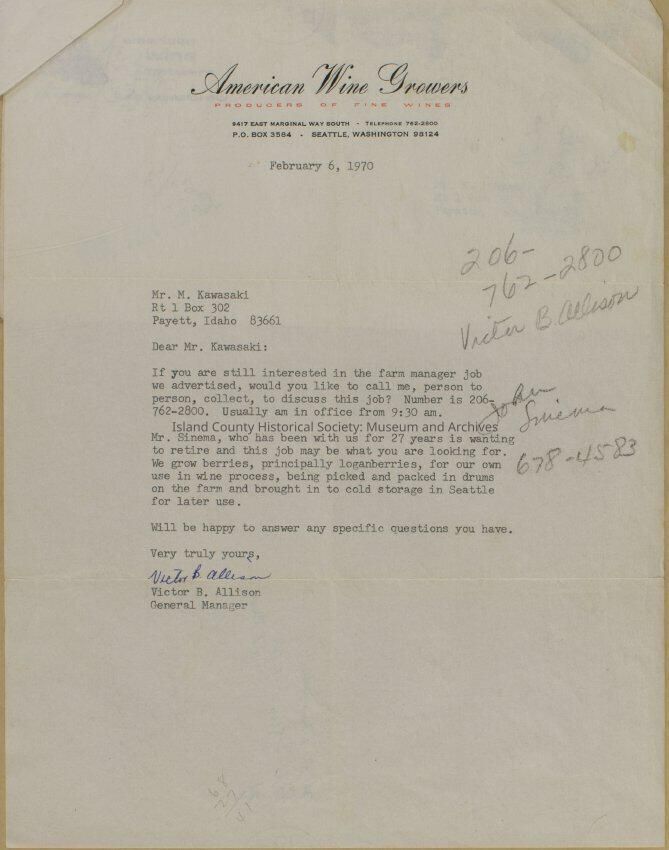 American Wine Growers
PRODUCERS OF FINE WINES
9417 EAST MARGINAL WAY SOUTH - TELEPHONE 762-2800
P.O. BOX 3584 - SEATTLE, WASHINGTON 98124
February 6, 1970
206-
762-2800
Victor B. Allison
Mr. M. Kawasaki
Rt 1 Box 302
Payett, Idaho 83661
Dear Mr. Kawasaki:
If you are still interested in the farm manager job
we advertised, would you like to call me, person to
person, collect, to discuss this job? Number is 206-
762-2800. Usually am in office from 9:30 am.
John
Sinema
678-4583
Island County Historical Society: Museum and Archives
Mr. Sinema, who has been with us for 27 years is wanting
to retire and this job may be what you are looking for.
We grow berries, principally loganberries, for our own
use in wine process, being picked and packed in drums
on the farm and brought in to cold storage in Seattle
for later use.
Will be happy to answer any specific questions you have.
Very truly yours,
Victor B. Allison
Victor B. Allison
General Manager
68
27
41